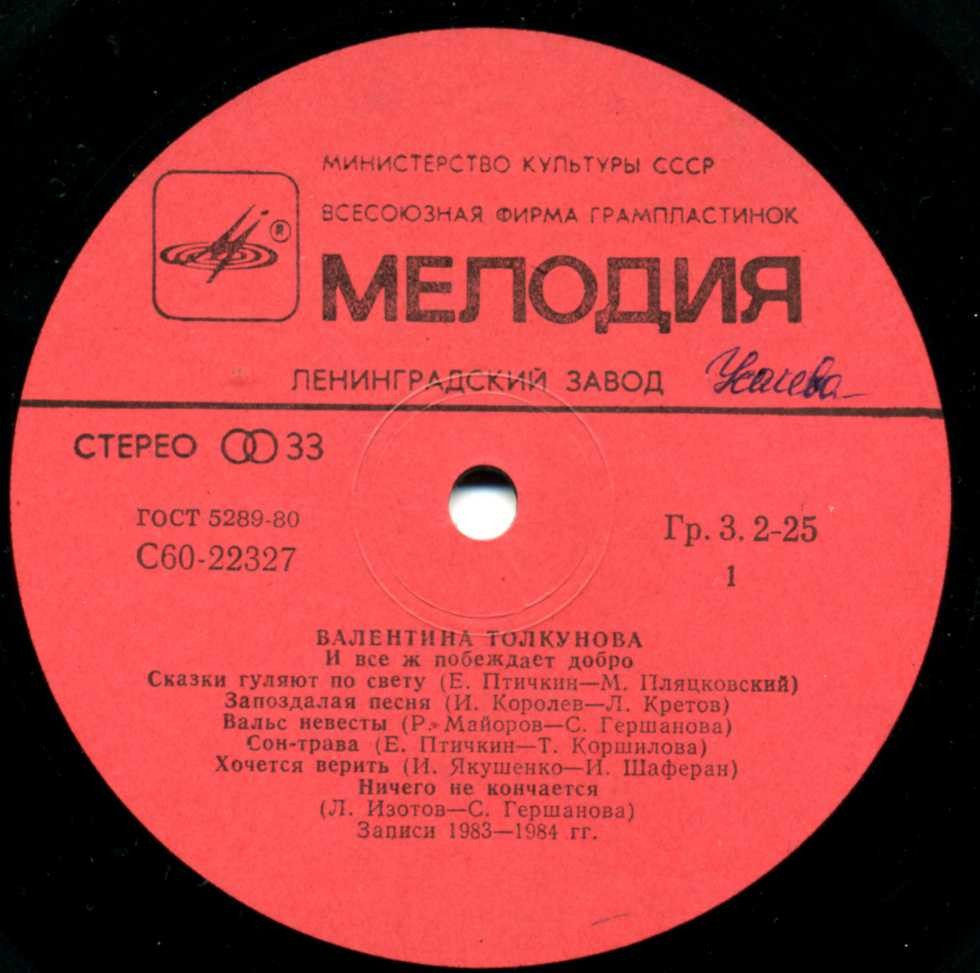 МИНИСТЕРСТВО КУЛЬТУРЫ СССР
ВСЕСОЮЗНАЯ ФИРМА ГРАМПЛАСТИНОК
®
МЕЛОДИЯ
ЛЕНИНГРАДСКИЙ ЗАВОД
СТЕРЕО 33
ГОСТ 5289-80
С60-22327
Гр. 3. 2-25
1
ВАЛЕНТИНА ТОЛКУНОВА
И все ж побеждает добро
Сказки гуляют по свету (Е. Птичкин—М. Пляцковский)
Запоздалая песня (И. Королев—Л. Кретов)
Вальс невесты (Р. Майоров—С. Гершанова)
Сон-трава (Е. Птичкин—Т. Коршилова)
Хочется верить (И. Якушенко—И. Шаферан)
Ничего не кончается
(Л. Изотов—С. Гершанова)
Записи 1983—1984 гг.